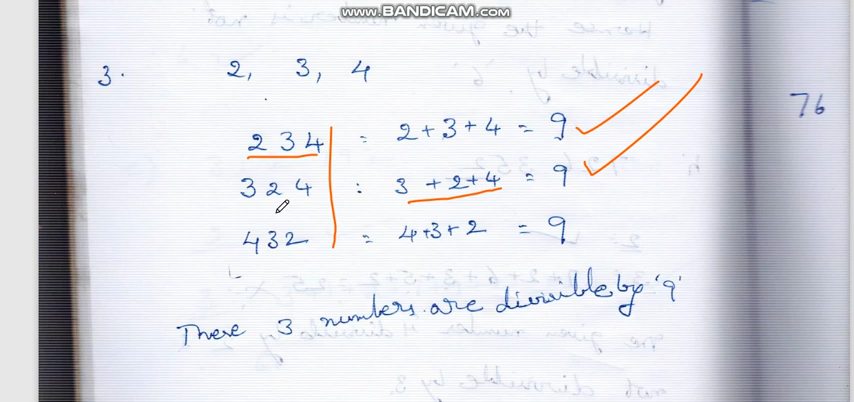 www.BANDICAM.com
3. 2, 3, 4
76
234 = 2+3+4 = 9
324 : 3+2+4 = 9
432 = 4+3+2 = 9
There 3 numbers are divisible by '9'